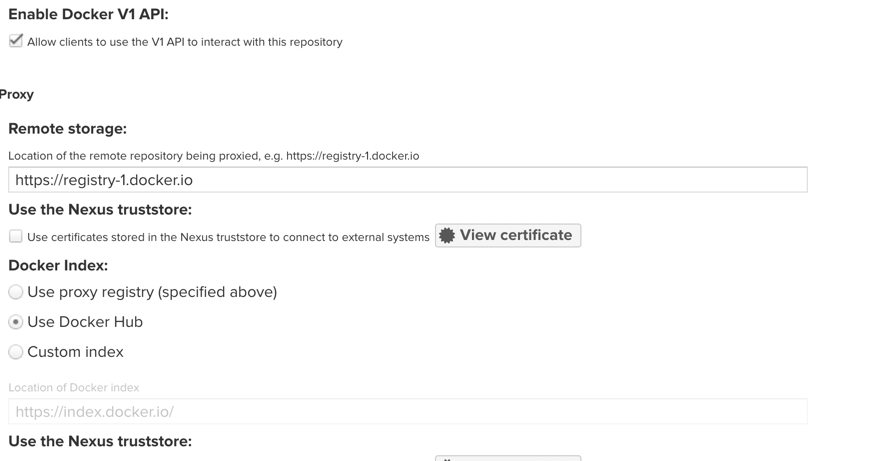 Enable Docker V1 API:
Allow clients to use the V1 API to interact with this repository
Proxy
Remote storage:
Location of the remote repository being proxied, e.g. https://registry-1.docker.io
https://registry-1.docker.io
Use the Nexus truststore:
Use certificates stored in the Nexus truststore to connect to external systems View certificate
Docker Index:
Use proxy registry (specified above)
Use Docker Hub
Custom index
Location of Docker index
https://index.docker.io/
Use the Nexus truststore: